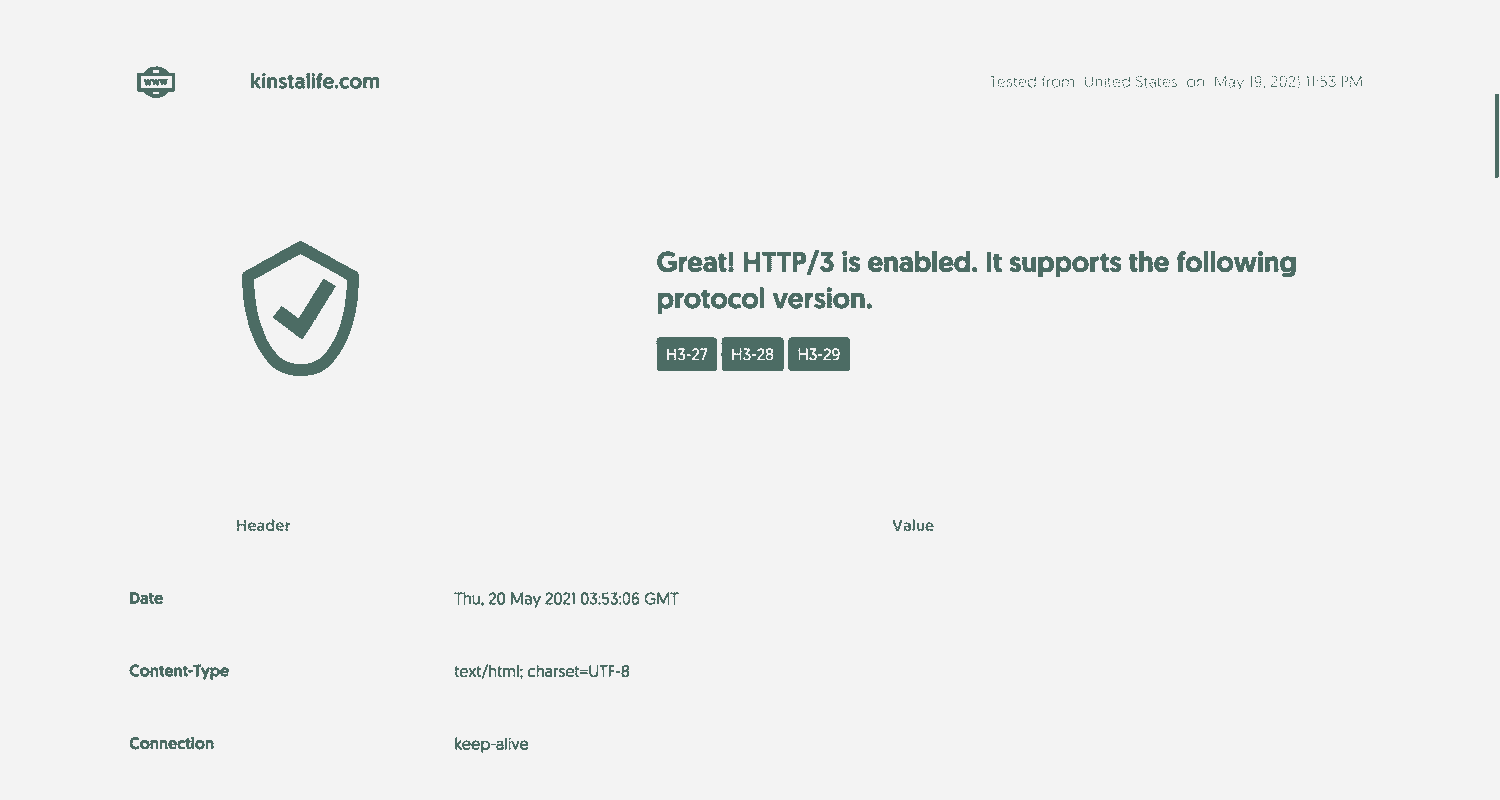 www
kinstalife.com
Tested from United States on May 19, 2021 11:53 PM
Great! HTTP/3 is enabled. It supports the following
protocol version.
H3-27 H3-28 H3-29
Header Value
Date Thu, 20 May 2021 03:53:06 GMT
Content-Type text/html; charset=UTF-8
Connection keep-alive